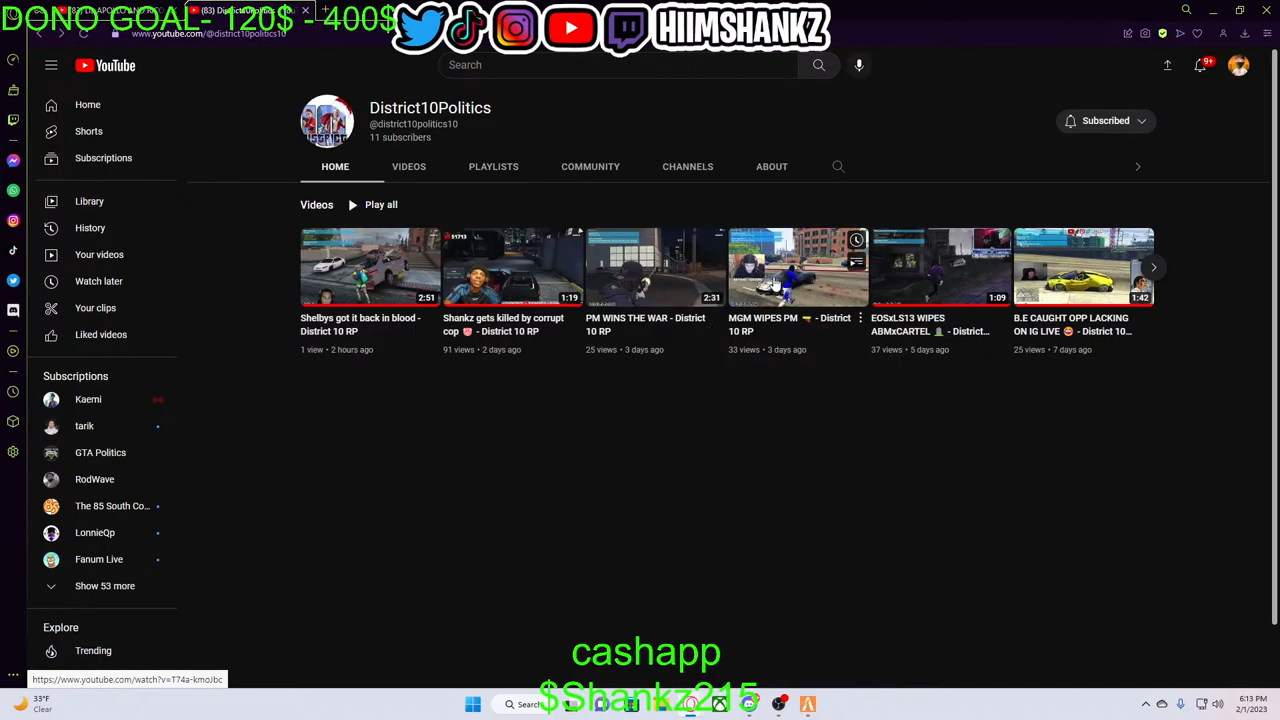 DONO GOAL- 120$ - 400$
HIIMSHANKZ
www.youtube.com/@district10politics10
YouTube
Search
9+
Home
Shorts
Subscriptions
Library
History
Your videos
Watch later
Your clips
Liked videos
Subscriptions
Kaemi
tarik
GTA Politics
RodWave
The 85 South Co...
LonnieQp
Fanum Live
Show 53 more
Explore
Trending
District10Politics
@district10politics10
11 subscribers
Subscribed
HOME VIDEOS PLAYLISTS COMMUNITY CHANNELS ABOUT
Videos Play all
2:51
Shelbys got it back in blood -
District 10 RP
1 view • 2 hours ago
1:19
Shankz gets killed by corrupt
cop 🐷 - District 10 RP
91 views • 2 days ago
2:31
PM WINS THE WAR - District
10 RP
25 views • 3 days ago
MGM WIPES PM 🔫 - District
10 RP
33 views • 3 days ago
1:09
EOSxLS13 WIPES
ABMxCARTEL 🪦 - District...
37 views • 5 days ago
1:42
B.E CAUGHT OPP LACKING
ON IG LIVE 🤩 - District 10...
25 views • 7 days ago
cashapp
$Shankz215
https://www.youtube.com/watch?v=T74a-kmoJbc
33°F
Clear
Search
6:13 PM
2/1/2023